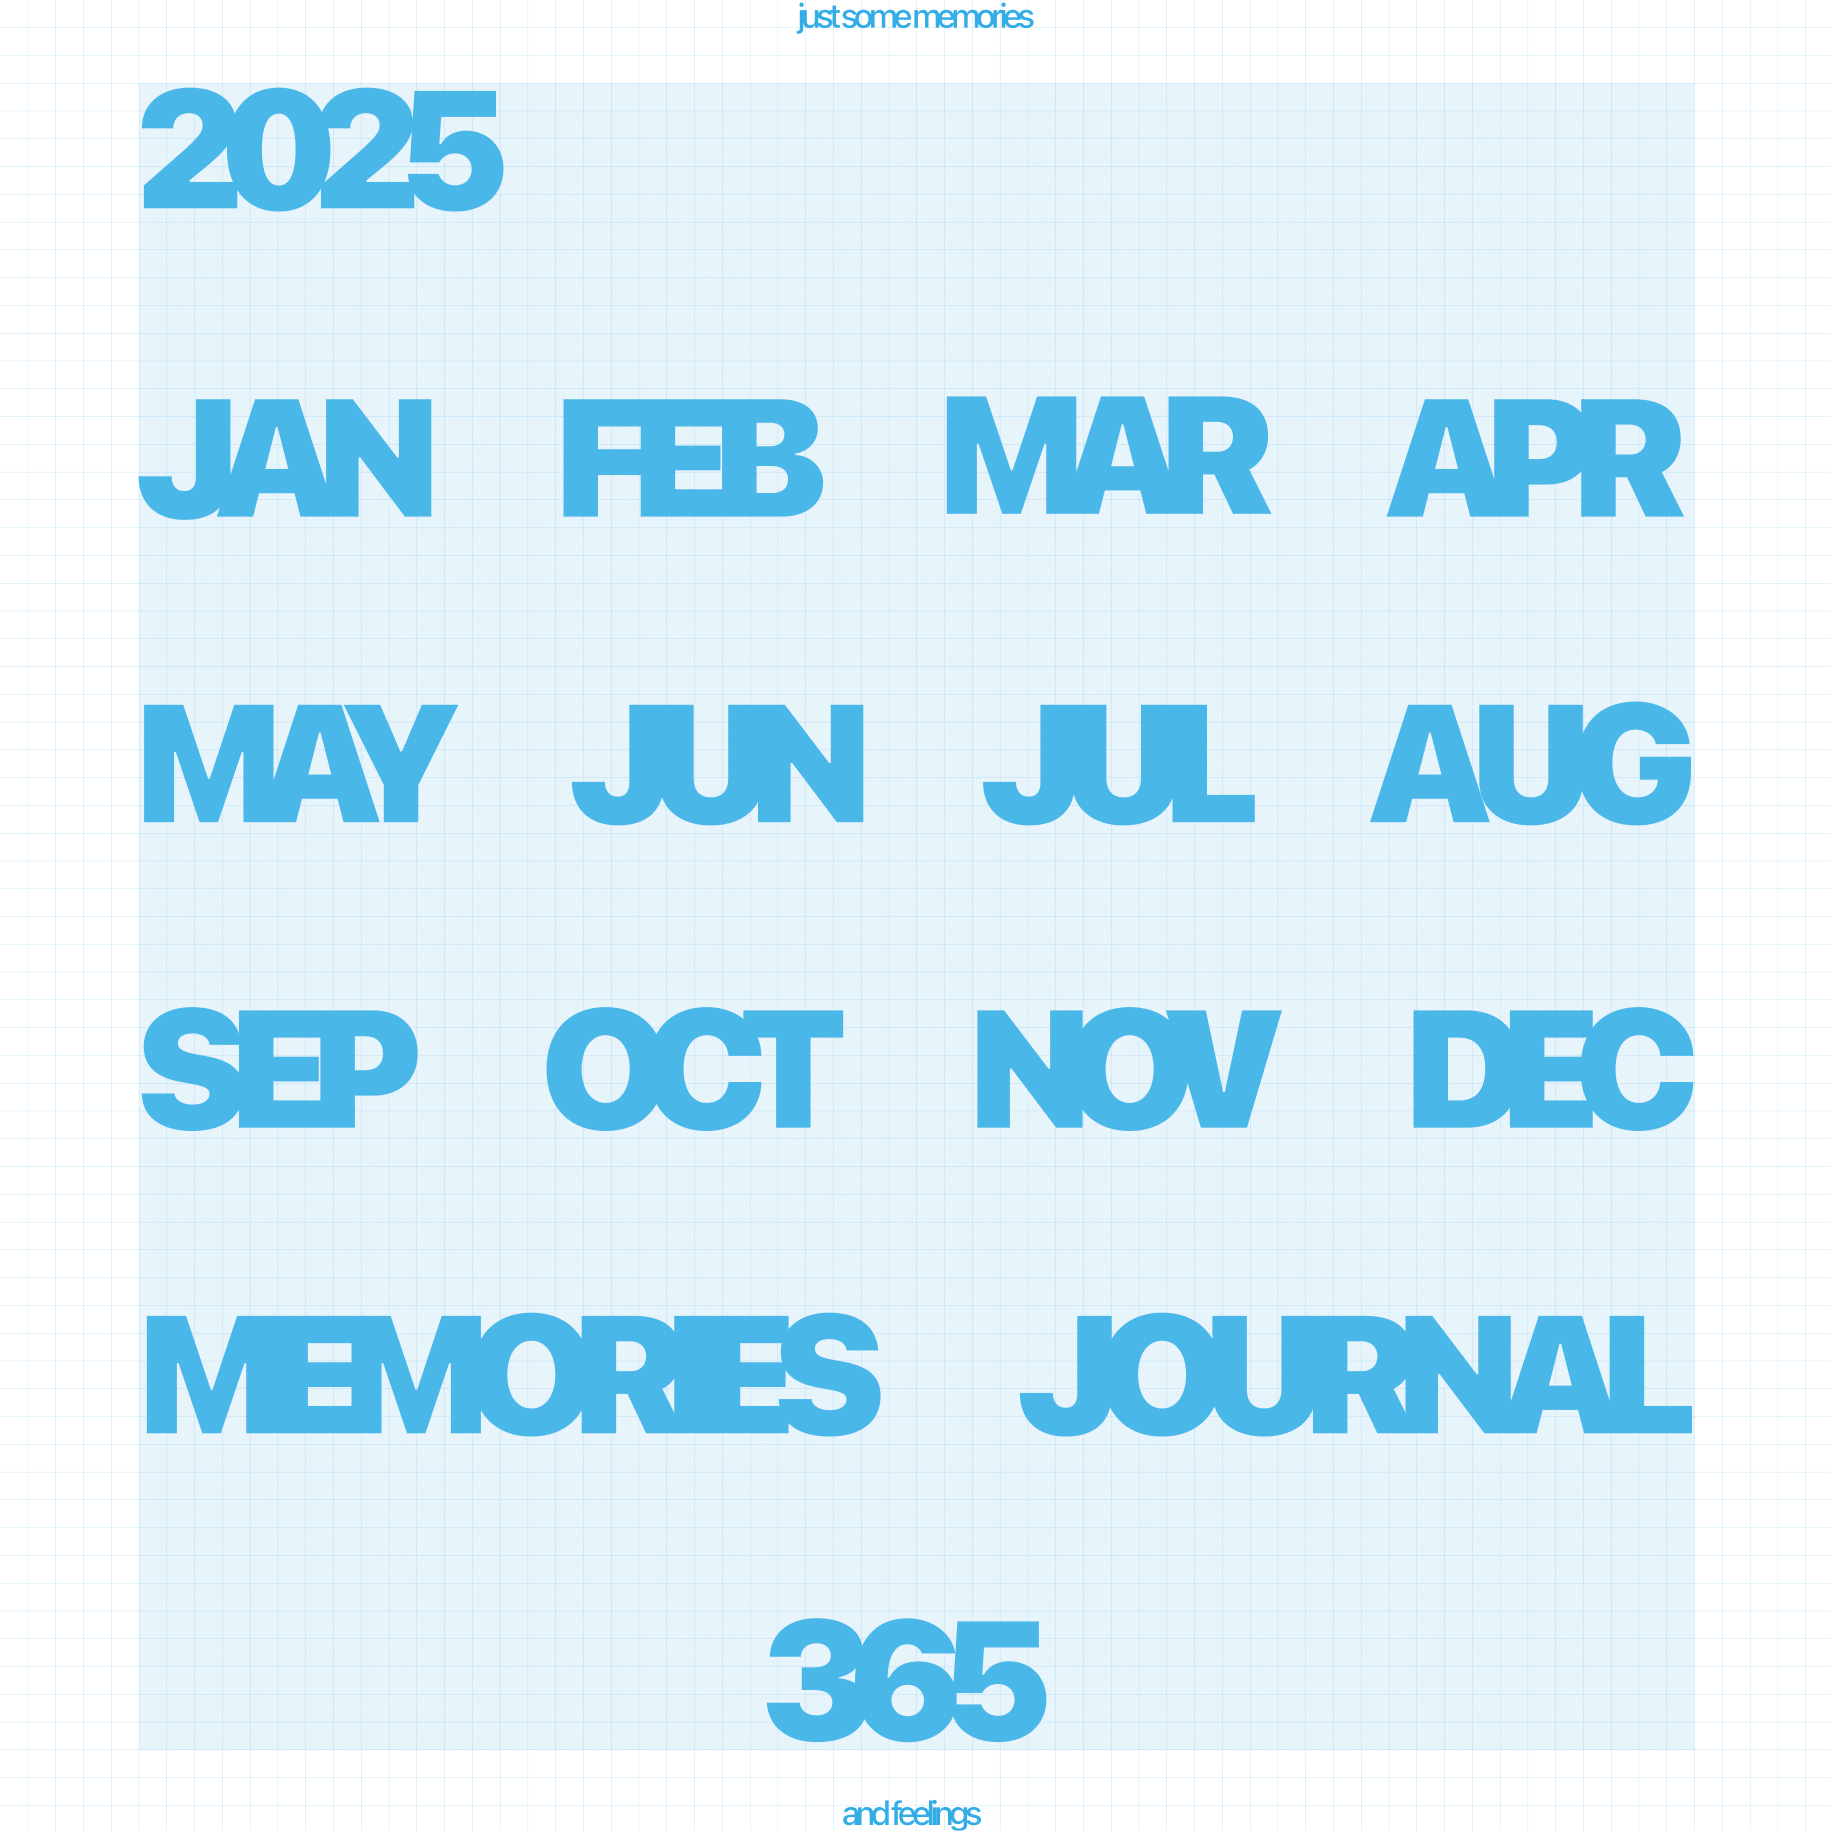 just some memories
2025
JAN FEB MAR APR
MAY JUN JUL AUG
SEP OCT NOV DEC
MEMORIES JOURNAL
365
and feelings